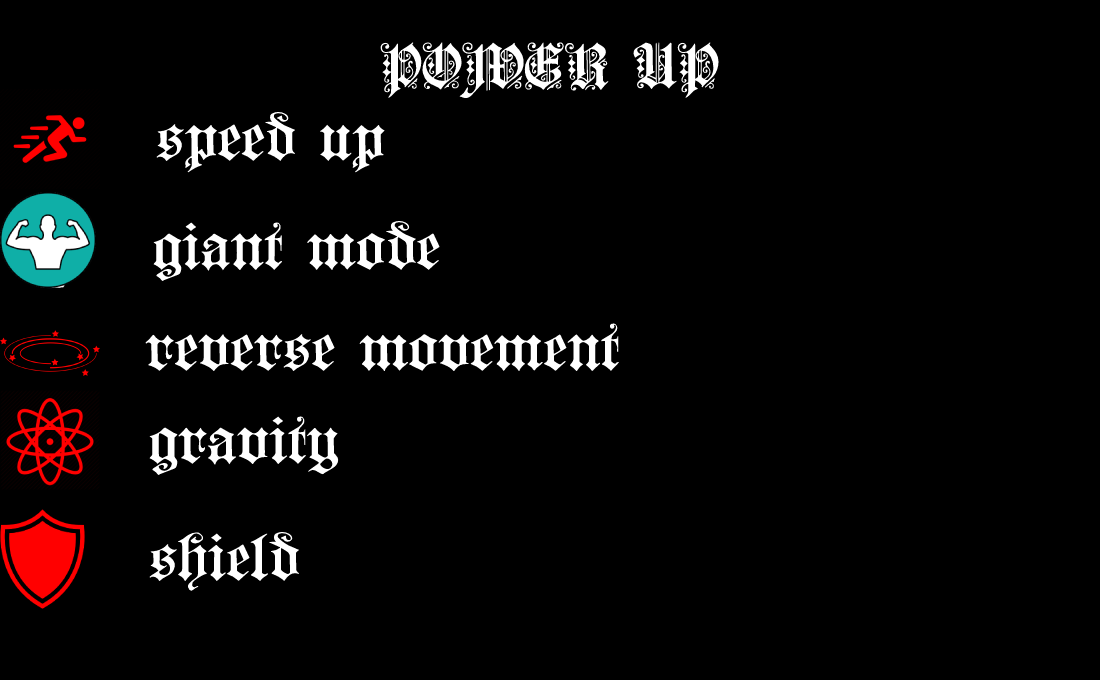 POWER UP
speed up
giant mode
reverse movement
gravity
shield